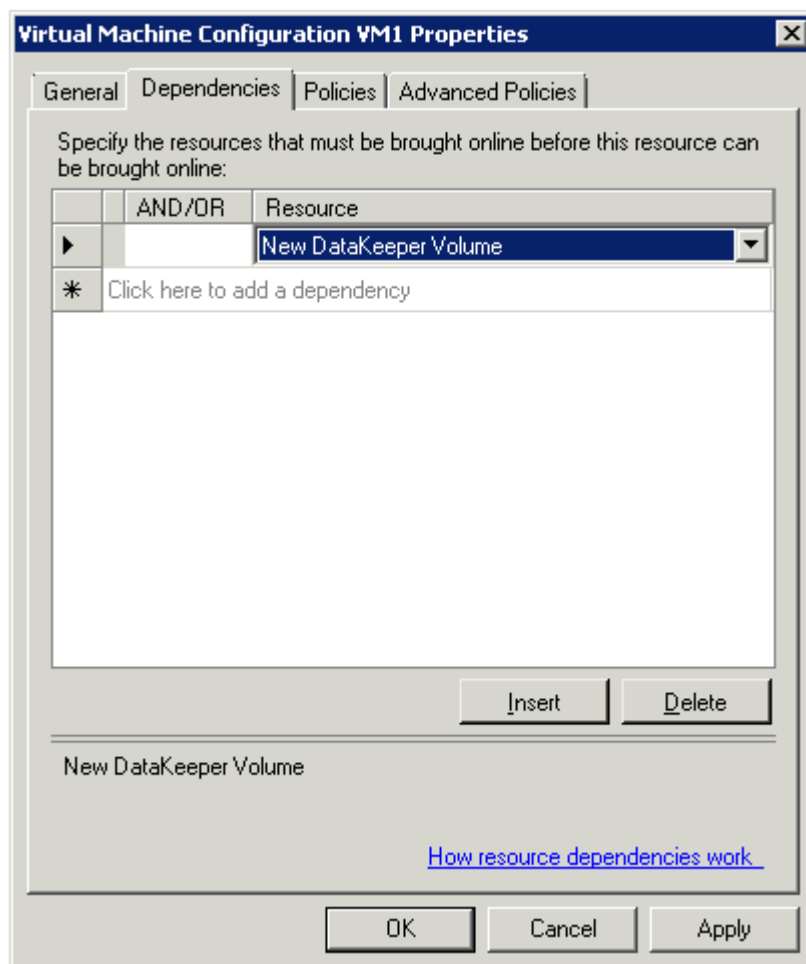 Virtual Machine Configuration VM1 Properties
General Dependencies Policies Advanced Policies
Specify the resources that must be brought online before this resource can
be brought online:
AND/OR Resource
New DataKeeper Volume
Click here to add a dependency
Insert Delete
New DataKeeper Volume
How resource dependencies work
OK Cancel Apply